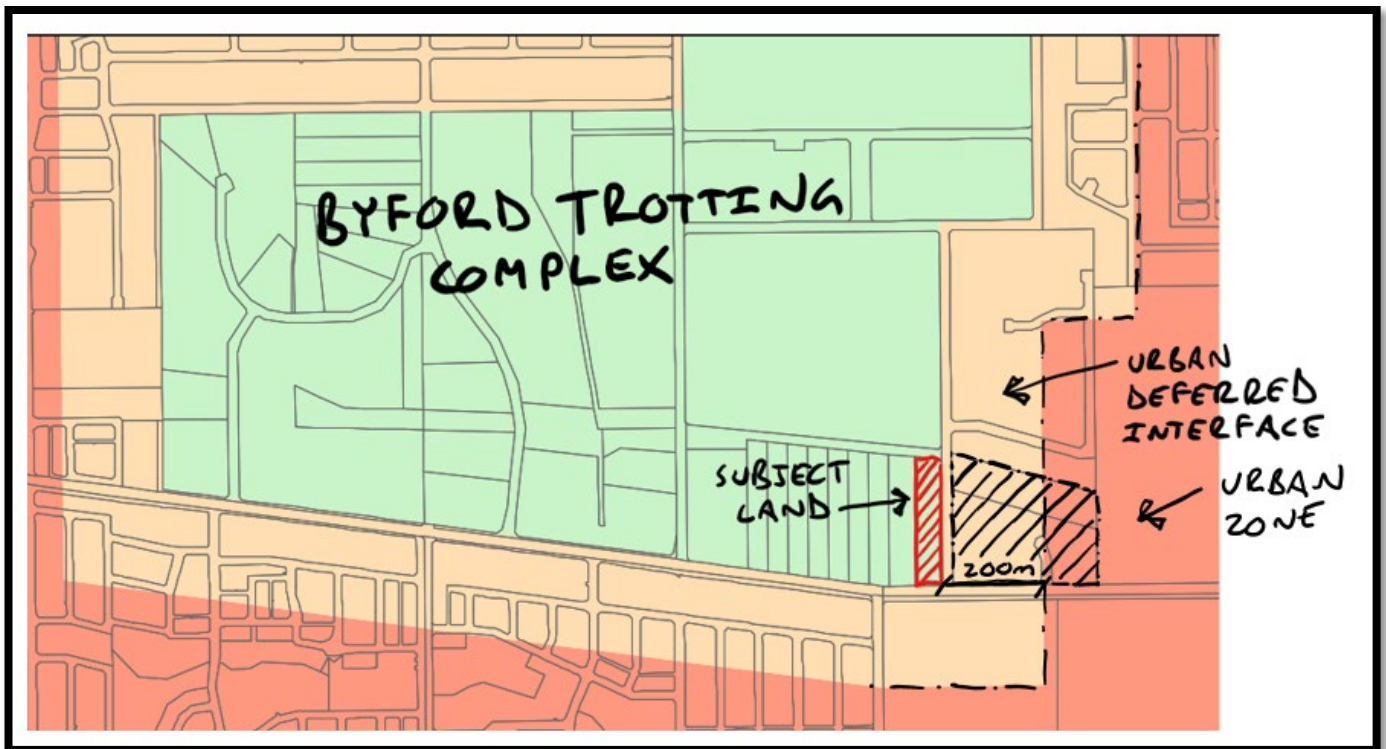 BYFORD TROTTING
COMPLEX
URBAN
DEFERRED
INTERFACE
SUBJECT
LAND
URBAN
ZONE
200m